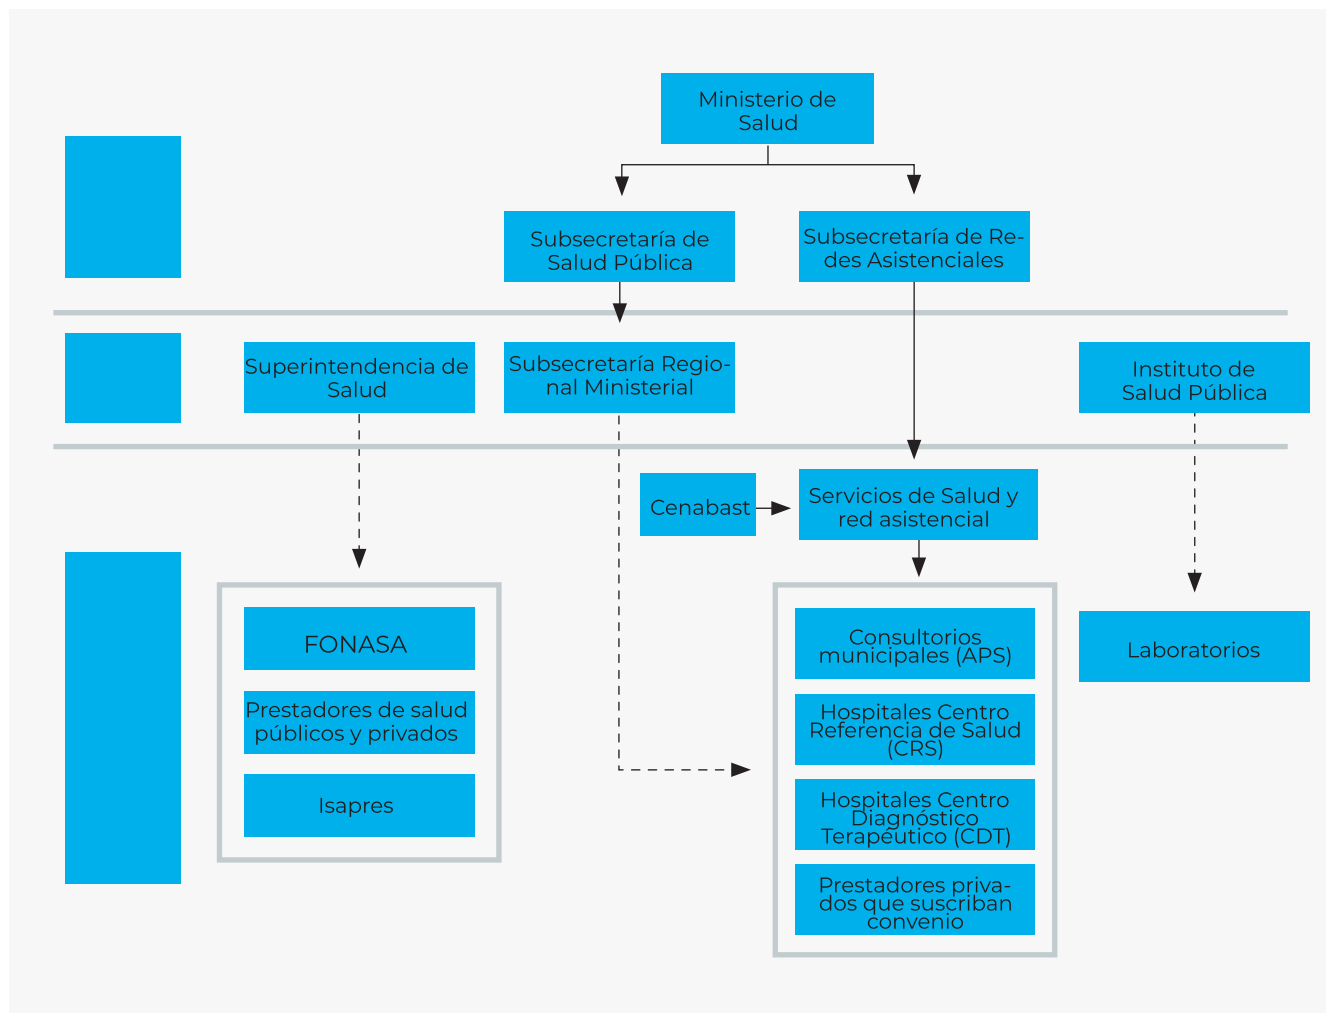 Ministerio de
Salud
Subsecretaría de
Salud Pública
Subsecretaría de Re-
des Asistenciales
Superintendencia de
Salud
Subsecretaría Regio-
nal Ministerial
Instituto de
Salud Pública
Cenabast
Servicios de Salud y
red asistencial
FONASA
Prestadores de salud
públicos y privados
Isapres
Consultorios
municipales (APS)
Hospitales Centro
Referencia de Salud
(CRS)
Hospitales Centro
Diagnóstico
Terapéutico (CDT)
Prestadores priva-
dos que suscriban
convenio
Laboratorios